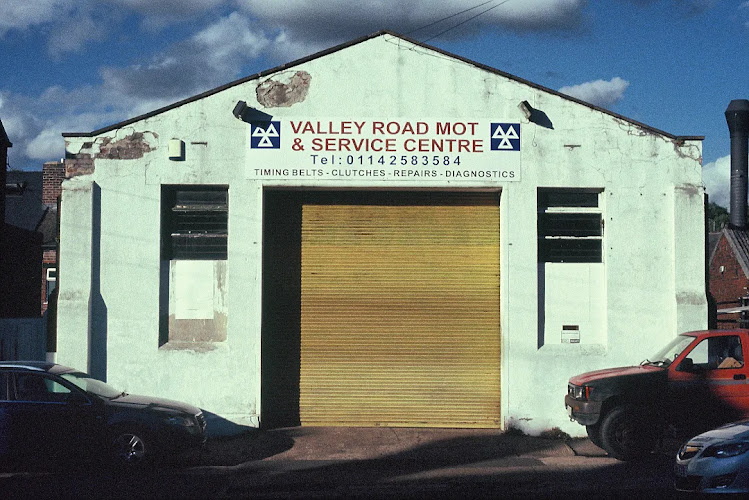 VALLEY ROAD MOT
& SERVICE CENTRE
Tel:01142583584
TIMING BELTS - CLUTCHES - REPAIRS - DIAGNOSTICS